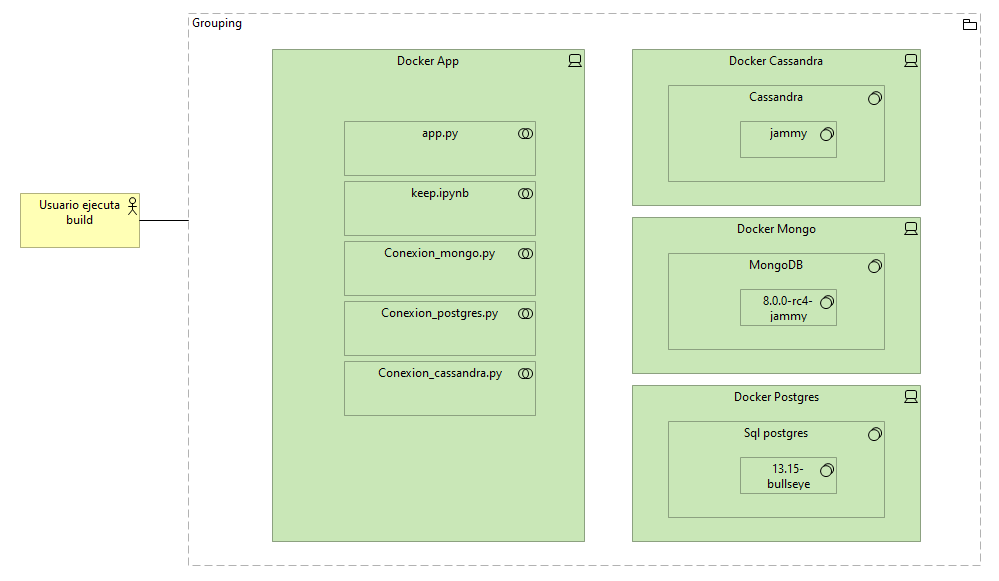 Grouping
Usuario ejecuta
build
Docker App
app.py
keep.ipynb
Conexion_mongo.py
Conexion_postgres.py
Conexion_cassandra.py
Docker Cassandra
Cassandra
jammy
Docker Mongo
MongoDB
8.0.0-rc4-
jammy
Docker Postgres
Sql postgres
13.15-
bullseye